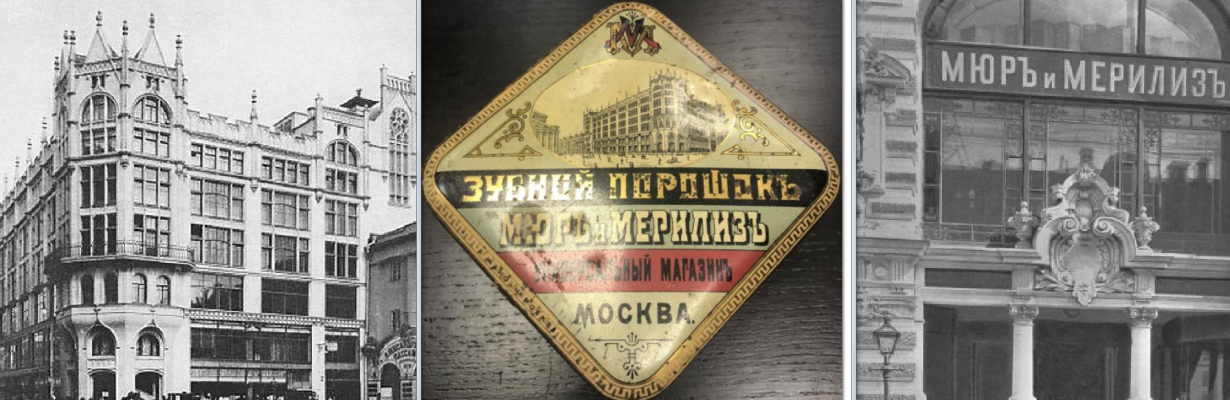 ЗУБНОЙ ПОРОШОКЪ
МЮРЪ и МЕРИЛИЗЪ
МАГАЗИНЪ
МОСКВА.
МЮРЪ и МЕРИЛИЗЪ